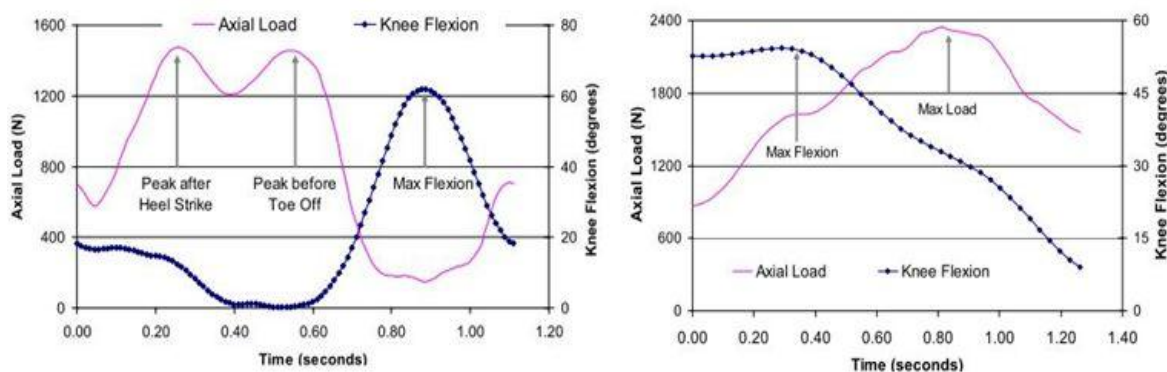 Axial Load
Knee Flexion
1600
1200
800
400
0
80
60
40
20
0
Axial Load (N)
Knee Flexion (degrees)
Peak after
Heel Strike
Peak before
Toe Off
Max Flexion
0.00 0.20 0.40 0.60 0.80 1.00 1.20
Time (seconds)
2400
2100
1800
1200
600
0
60
45
30
15
0
Axial Load (N)
Knee Flexion (degrees)
Max Flexion
Max Load
Axial Load
Knee Flexion
0.00 0.20 0.40 0.60 0.80 1.00 1.20 1.40
Time (seconds)